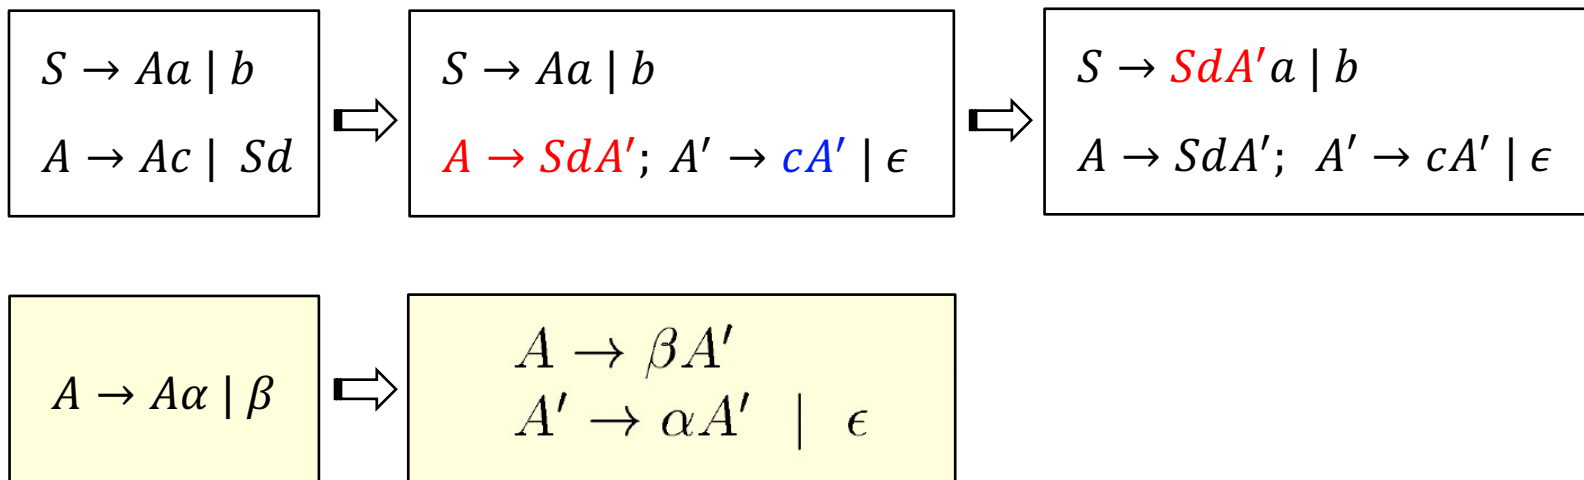 S → Aa | b
A → Ac | Sd
S → Aa | b
A → SdA′; A′ → cA′ | ϵ
S → SdA′a | b
A → SdA′; A′ → cA′ | ϵ
A → Aα | β
A → βA′
A′ → αA′ | ϵ